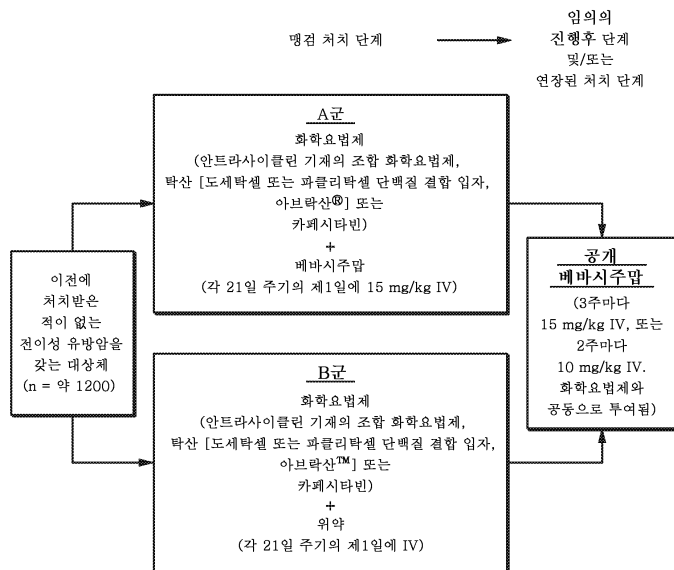 맹검 처치 단계
임의의
진행후 단계
및/또는
연장된 처치 단계
A군
화학요법제
(안트라사이클린 기재의 조합 화학요법제,
탁산 [도세탁셀 또는 파클리탁셀 단백질 결합 입자,
아브락산®] 또는
카페시타빈)
+
베바시주맙
(각 21일 주기의 제1일에 15 mg/kg IV)
이전에
처치받은
적이 없는
전이성 유방암을
갖는 대상체
(n = 약 1200)
B군
화학요법제
(안트라사이클린 기재의 조합 화학요법제,
탁산 [도세탁셀 또는 파클리탁셀 단백질 결합 입자,
아브락산™] 또는
카페시타빈)
+
위약
(각 21일 주기의 제1일에 IV)
공개
베바시주맙
(3주마다
15 mg/kg IV, 또는
2주마다
10 mg/kg IV.
화학요법제와
공동으로 투여됨)